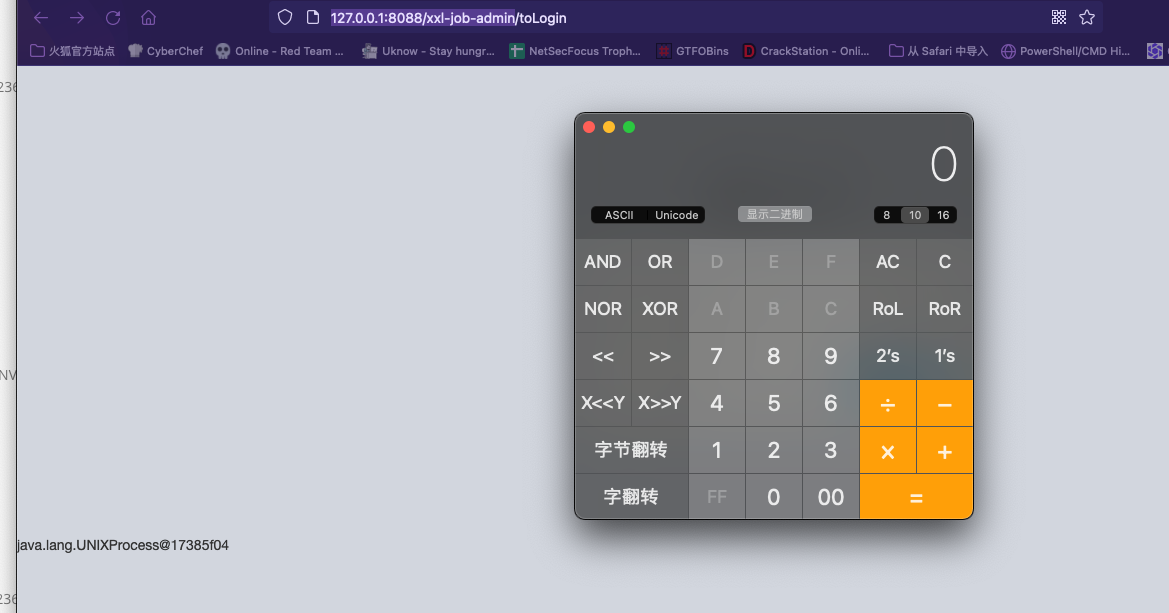 127.0.0.1:8088/xxl-job-admin/toLogin
火狐官方站点 CyberChef Online - Red Team ... Uknow - Stay hungr... NetSecFocus Troph... GTFOBins CrackStation - Onli... 从 Safari 中导入 PowerShell/CMD Hi...
236
0
ASCII Unicode 显示二进制 8 10 16
AND OR D E F AC C
NOR XOR A B C RoL RoR
<< >> 7 8 9 2's 1's
NV
X<<Y X>>Y 4 5 6 ÷ −
字节翻转 1 2 3 × +
字翻转 FF 0 00 =
java.lang.UNIXProcess@17385f04
236